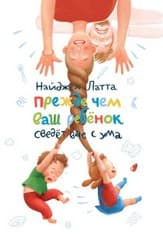 Найджел Латта
прежде чем
ваш ребёнок
сведёт вас с ума